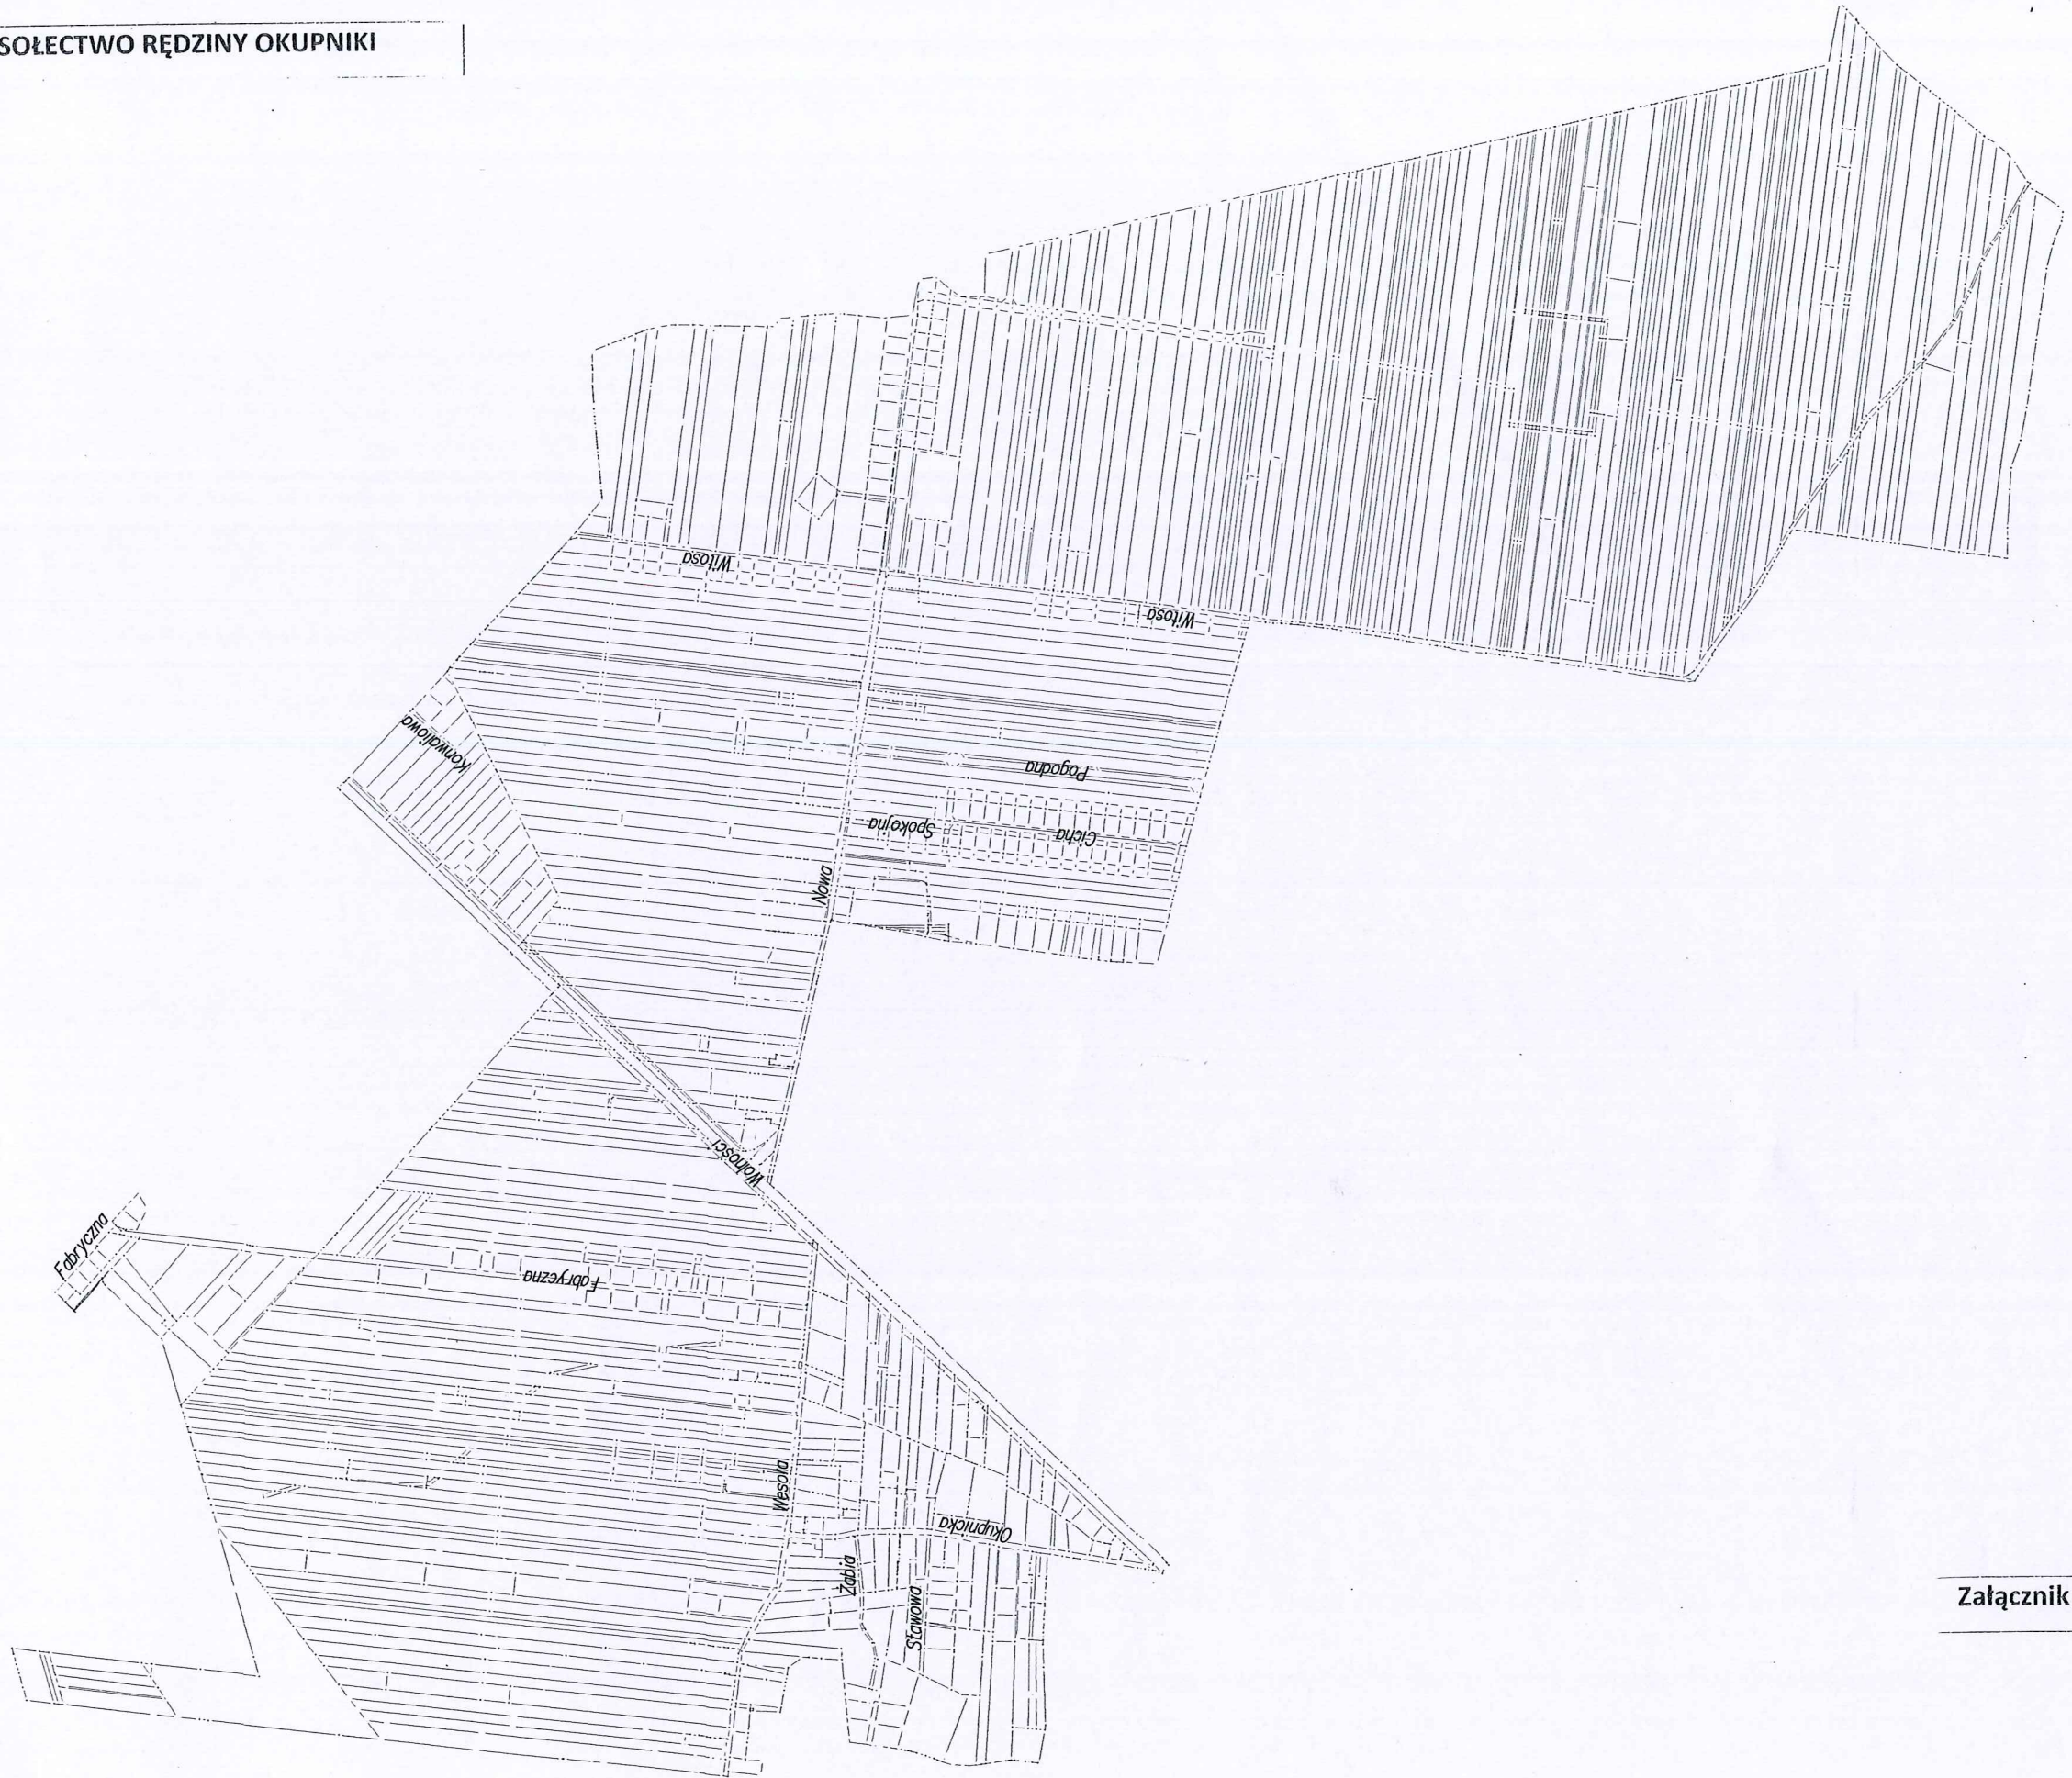 SOŁECTWO RĘDZINY OKUPNIKI
Witosa
Witosa
Konwaliowa
Pogodna
Spokojna
Cicha
Nowa
Wolności
Fabryczna
Fabryczna
Wesoła
Okupnicka
Żabia
Stawowa
Załącznik